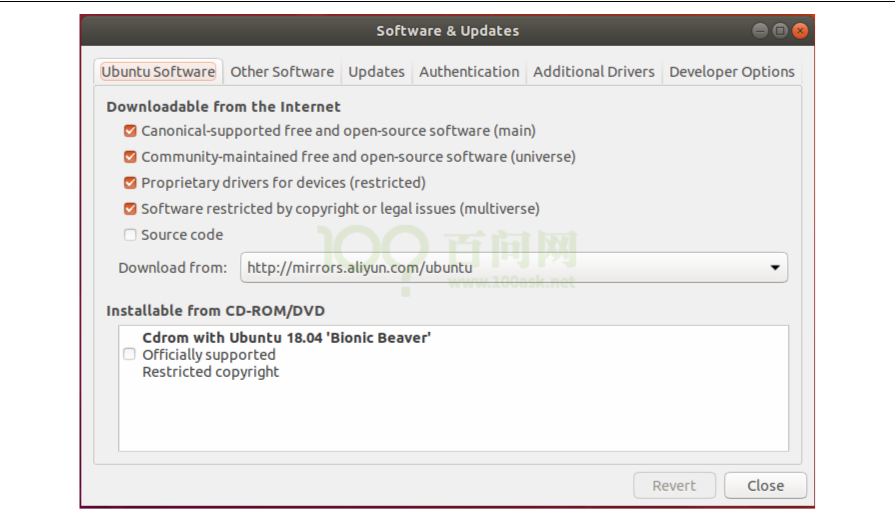 Software & Updates
Ubuntu Software Other Software Updates Authentication Additional Drivers Developer Options
Downloadable from the Internet
Canonical-supported free and open-source software (main)
Community-maintained free and open-source software (universe)
Proprietary drivers for devices (restricted)
Software restricted by copyright or legal issues (multiverse)
Source code
100 百问网
Download from: http://mirrors.aliyun.com/ubuntu
www.100ask.net
Installable from CD-ROM/DVD
Cdrom with Ubuntu 18.04 'Bionic Beaver'
Officially supported
Restricted copyright
Revert Close